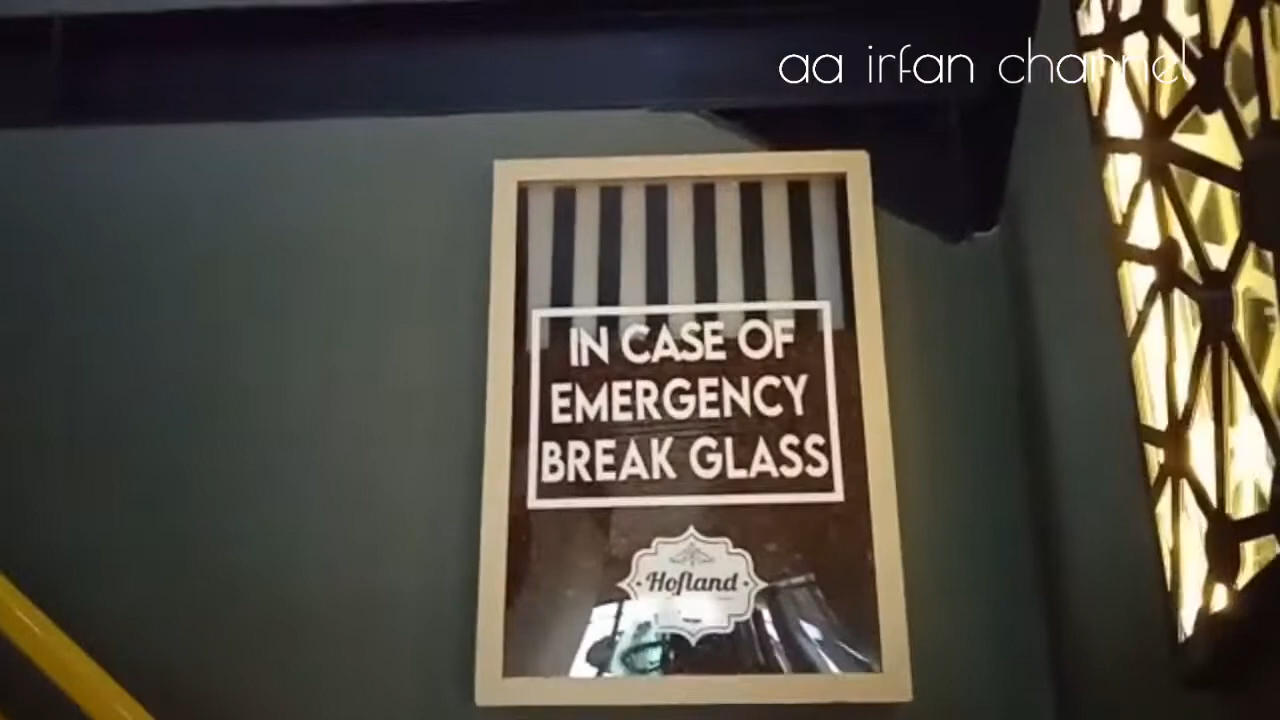 aa irfan channel
IN CASE OF
EMERGENCY
BREAK GLASS
Hofland